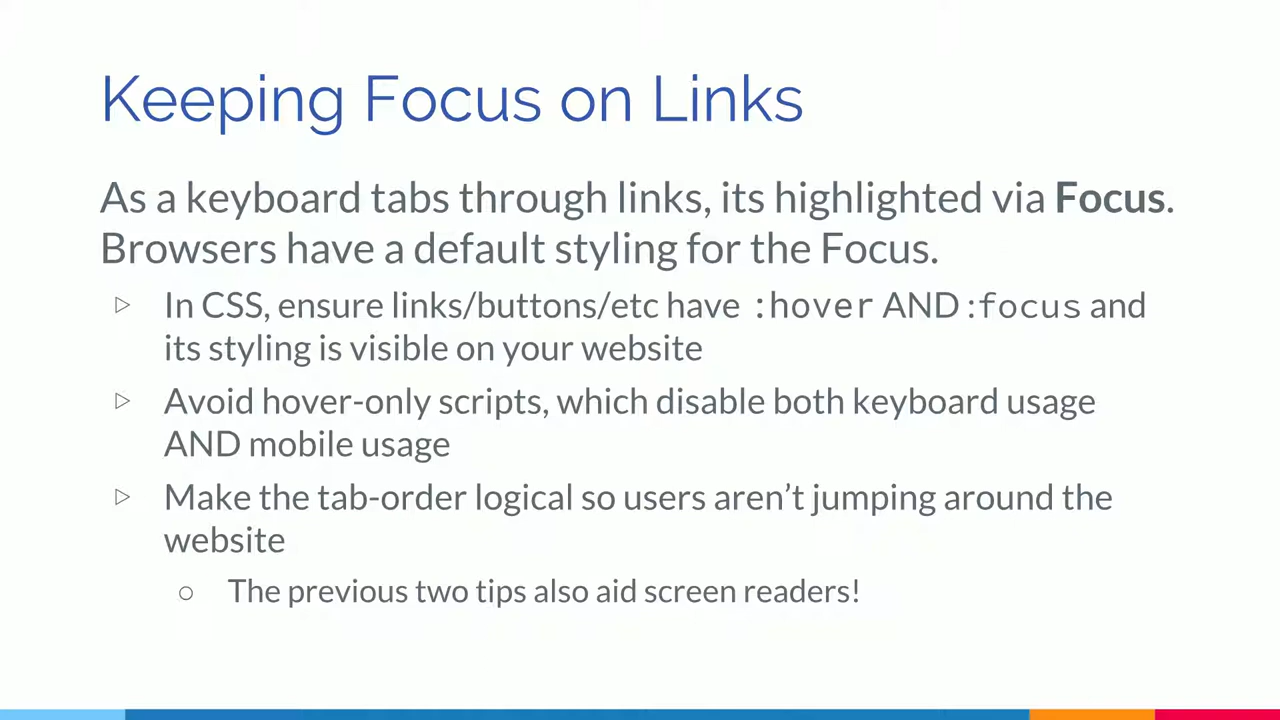 Keeping Focus on Links
As a keyboard tabs through links, its highlighted via Focus.
Browsers have a default styling for the Focus.
▷ In CSS, ensure links/buttons/etc have :hover AND :focus and
its styling is visible on your website
▷ Avoid hover-only scripts, which disable both keyboard usage
AND mobile usage
▷ Make the tab-order logical so users aren’t jumping around the
website
○ The previous two tips also aid screen readers!